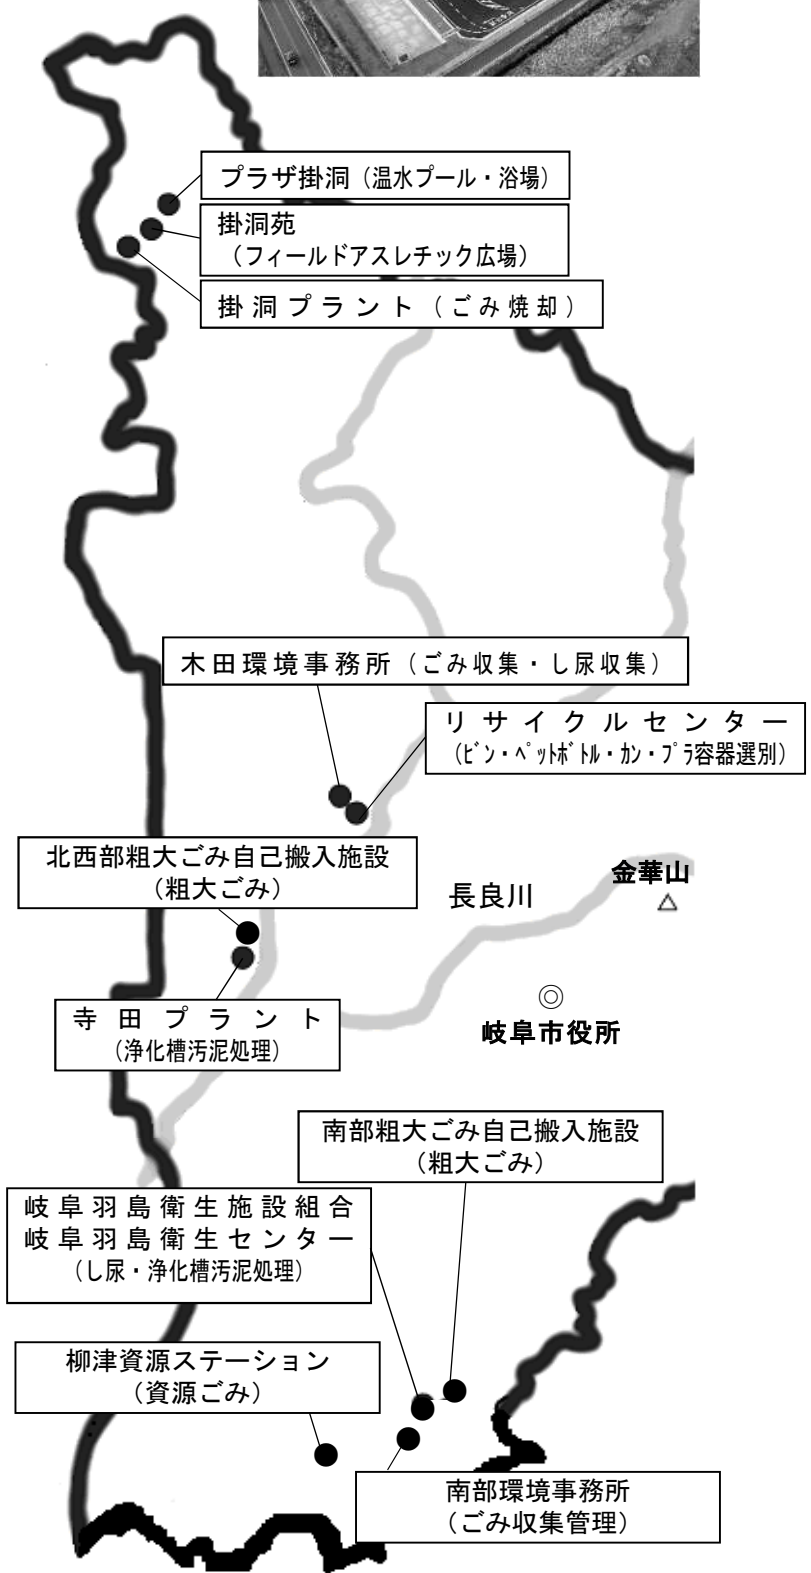 プラザ掛洞（温水プール・浴場）
掛洞苑
（フィールドアスレチック広場）
掛洞プラント（ごみ焼却）
木田環境事務所（ごみ収集・し尿収集）
リサイクルセンター
（ﾋﾞﾝ・ﾍﾟｯﾄﾎﾞﾄﾙ・ｶﾝ・ﾌﾟﾗ容器選別）
北西部粗大ごみ自己搬入施設
（粗大ごみ）
金華山
長良川
寺田プラント
（浄化槽汚泥処理）
岐阜市役所
南部粗大ごみ自己搬入施設
（粗大ごみ）
岐阜羽島衛生施設組合
岐阜羽島衛生センター
（し尿・浄化槽汚泥処理）
柳津資源ステーション
（資源ごみ）
南部環境事務所
（ごみ収集管理）